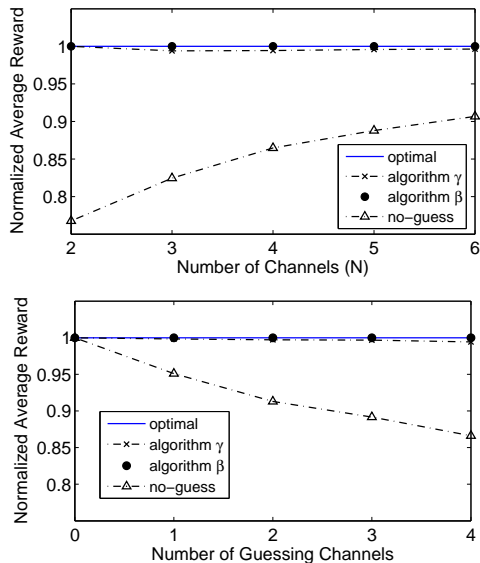 Normalized Average Reward
1
0.95
0.9
0.85
0.8
2 3 4 5 6
Number of Channels (N)
optimal
algorithm γ
algorithm β
no−guess
Normalized Average Reward
1
0.95
0.9
0.85
0.8
0 1 2 3 4
Number of Guessing Channels
optimal
algorithm γ
algorithm β
no−guess